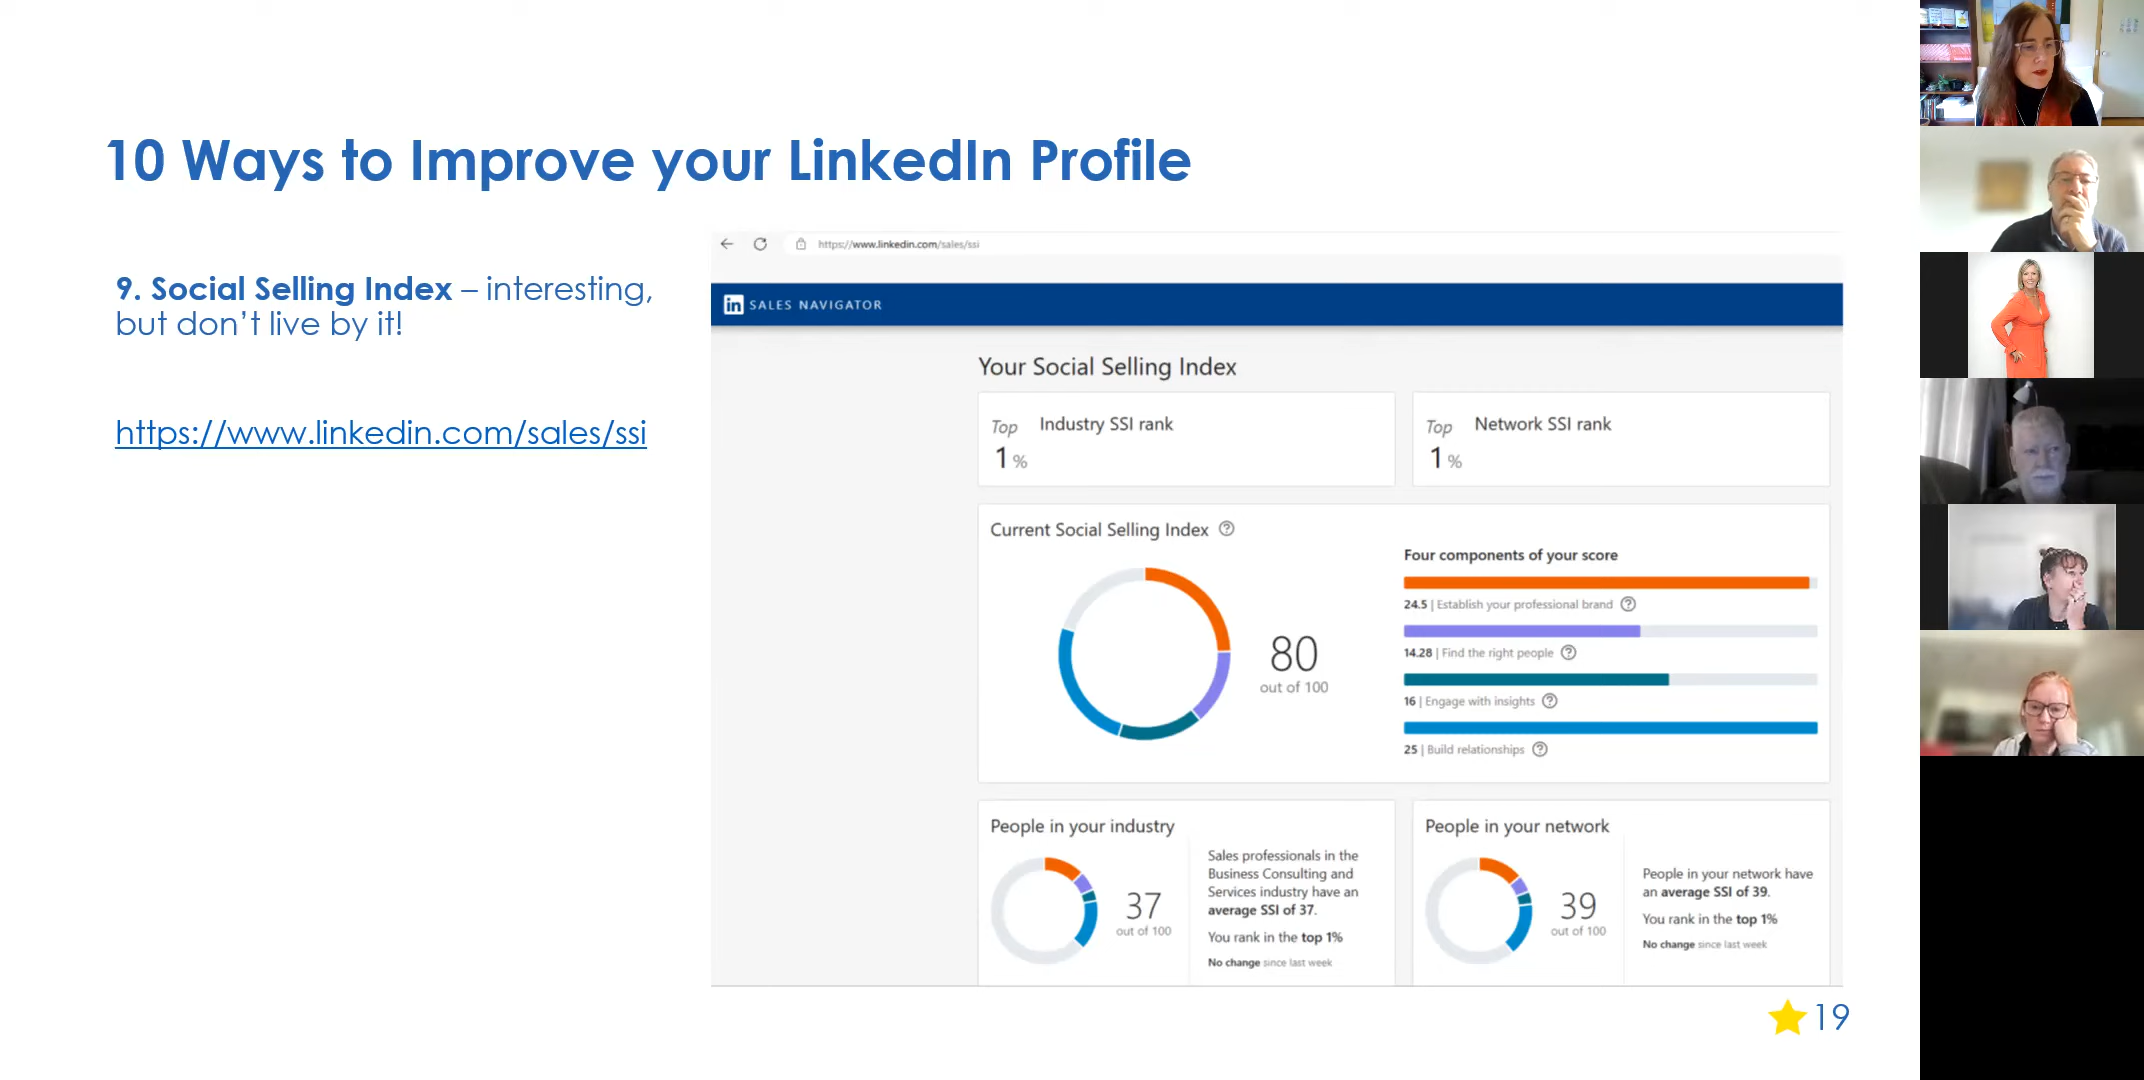 10 Ways to Improve your LinkedIn Profile
9. Social Selling Index – interesting,
but don't live by it!
https://www.linkedin.com/sales/ssi
https://www.linkedin.com/sales/ssi
in SALES NAVIGATOR
Your Social Selling Index
Top 1 % Industry SSI rank
Top 1 % Network SSI rank
Current Social Selling Index ?
80
out of 100
Four components of your score
24.5 | Establish your professional brand ?
14.28 | Find the right people ?
16 | Engage with insights ?
25 | Build relationships ?
People in your industry
37
out of 100
Sales professionals in the
Business Consulting and
Services industry have an
average SSI of 37.
You rank in the top 1%
No change since last week
People in your network
39
out of 100
People in your network have
an average SSI of 39.
You rank in the top 1%
No change since last week
19